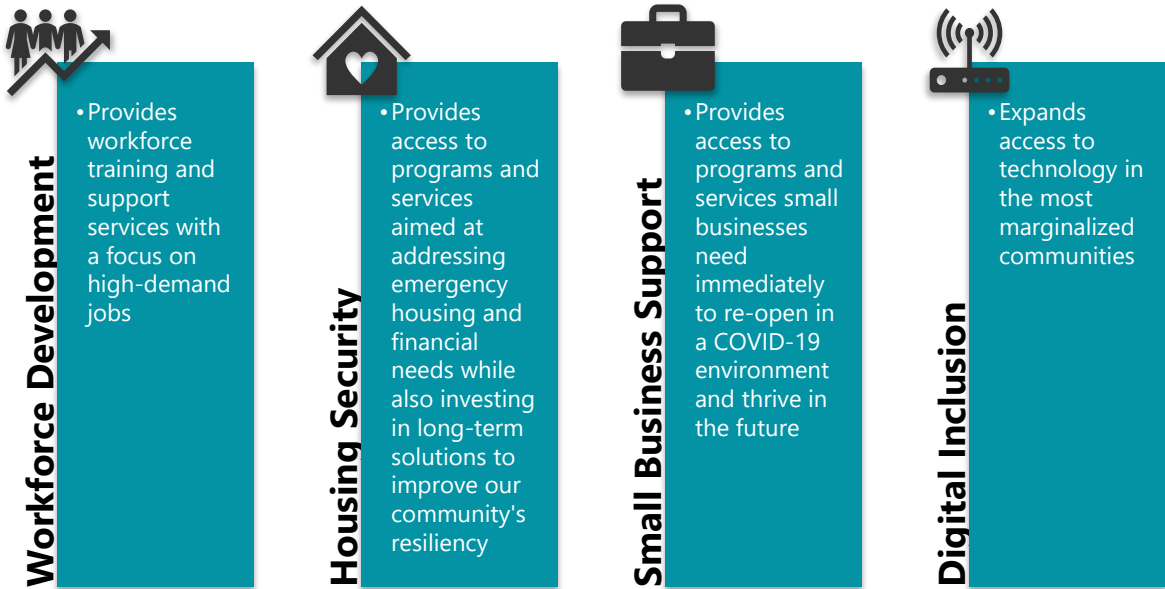 Workforce Development
•Provides
workforce
training and
support
services with
a focus on
high-demand
jobs
Housing Security
•Provides
access to
programs and
services
aimed at
addressing
emergency
housing and
financial
needs while
also investing
in long-term
solutions to
improve our
community's
resiliency
Small Business Support
•Provides
access to
programs and
services small
businesses
need
immediately
to re-open in
a COVID-19
environment
and thrive in
the future
Digital Inclusion
•Expands
access to
technology in
the most
marginalized
communities